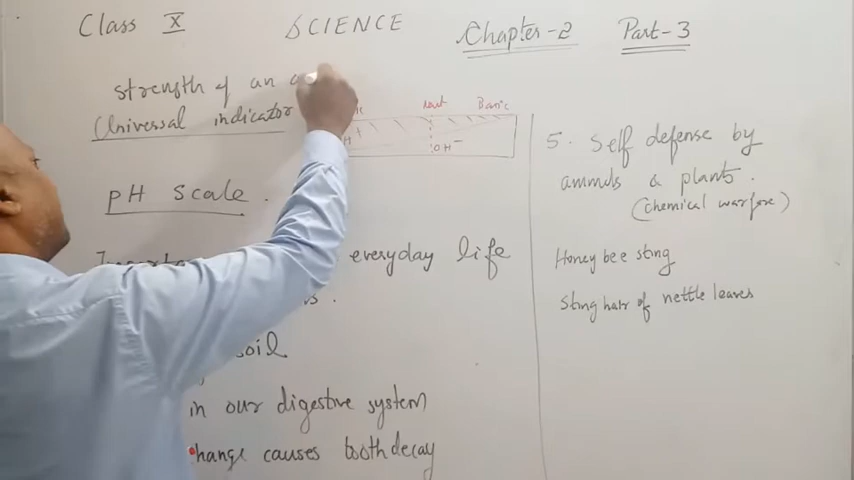 Class X SCIENCE Chapter-2 Part-3
strength of an a
Universal indicator
neut Basic
H+ OH-
pH Scale.
everyday life
soil
in our digestive system
change causes tooth decay
5. Self defense by
animals & plants.
(chemical warfore)
Honey bee sting
Sting hair of nettle leaves